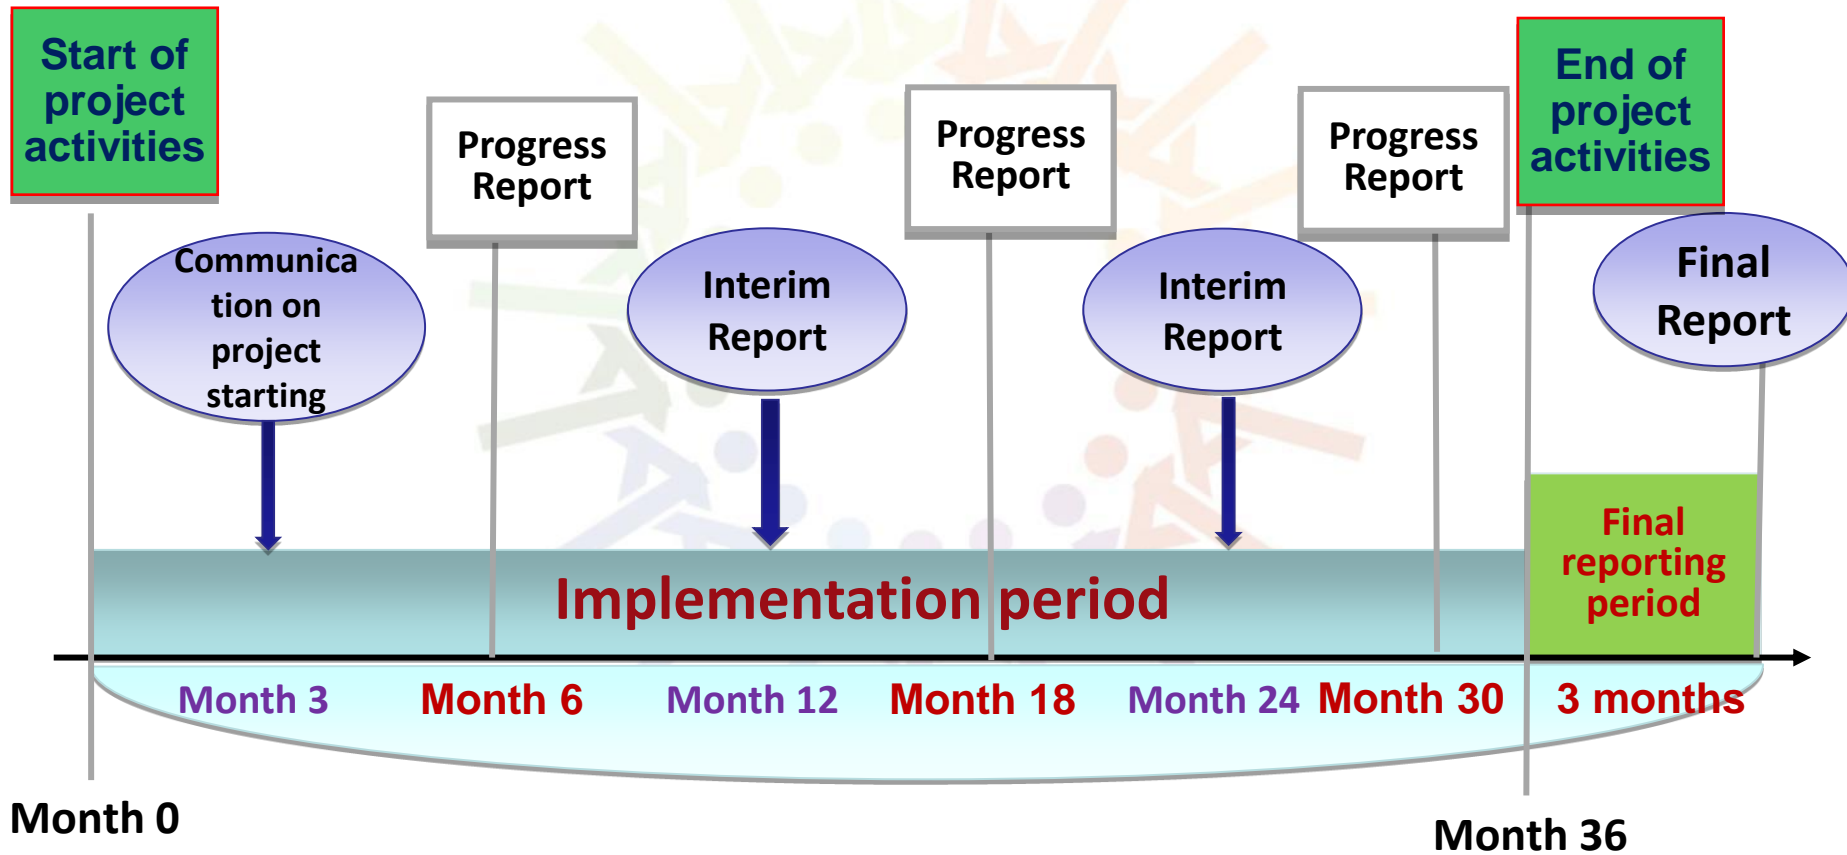 Start of
project
activities
Progress
Report
Progress
Report
Progress
Report
End of
project
activities
Communica
tion on
project
starting
Interim
Report
Interim
Report
Final
Report
Implementation period
Final
reporting
period
Month 3
Month 6
Month 12
Month 18
Month 24
Month 30
3 months
Month 0
Month 36